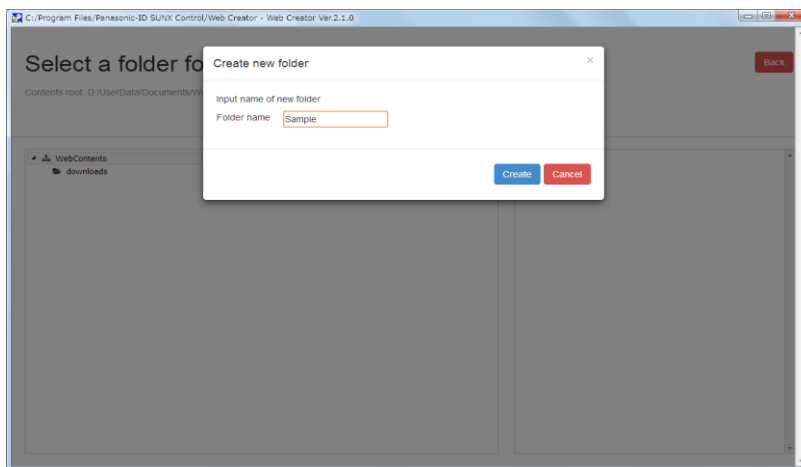 C:/Program Files/Panasonic-ID SUNX Control/Web Creator - Web Creator Ver.2.1.0
Select a folder fo
Back
Contents root: D:/UserData/Documents/We
Create new folder
×
Input name of new folder
Folder name Sample
Create Cancel
WebContents
downloads